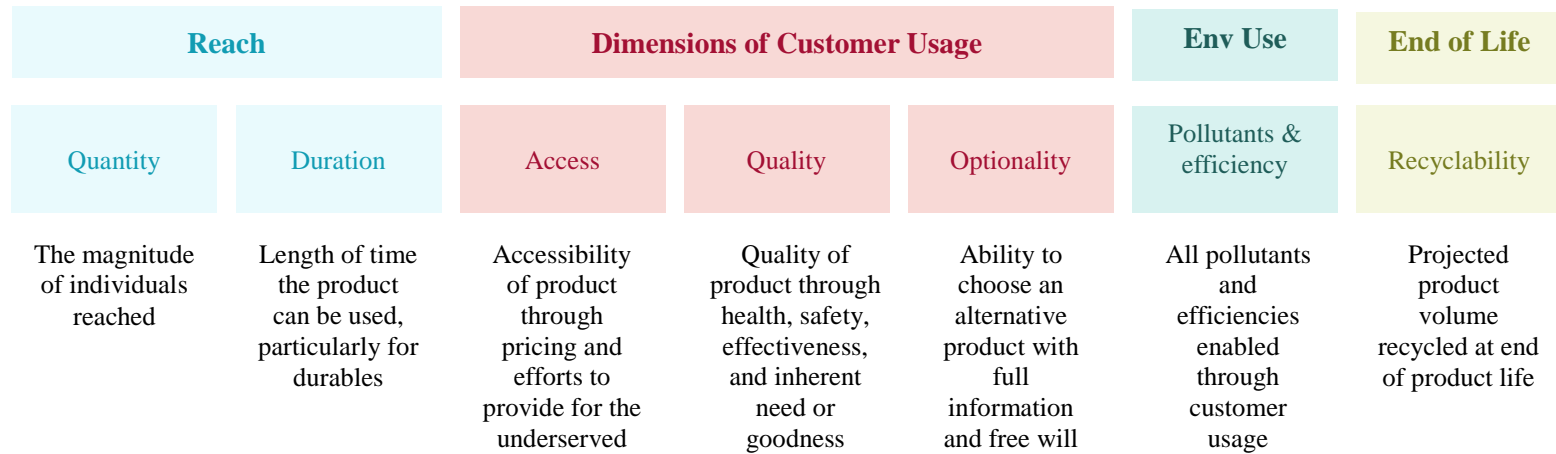 Reach
Dimensions of Customer Usage
Env Use
End of Life
Quantity
Duration
Access
Quality
Optionality
Pollutants &
efficiency
Recyclability
The magnitude
of individuals
reached
Length of time
the product
can be used,
particularly for
durables
Accessibility
of product
through
pricing and
efforts to
provide for the
underserved
Quality of
product through
health, safety,
effectiveness,
and inherent
need or
goodness
Ability to
choose an
alternative
product with
full
information
and free will
All pollutants
and
efficiencies
enabled
through
customer
usage
Projected
product
volume
recycled at end
of product life